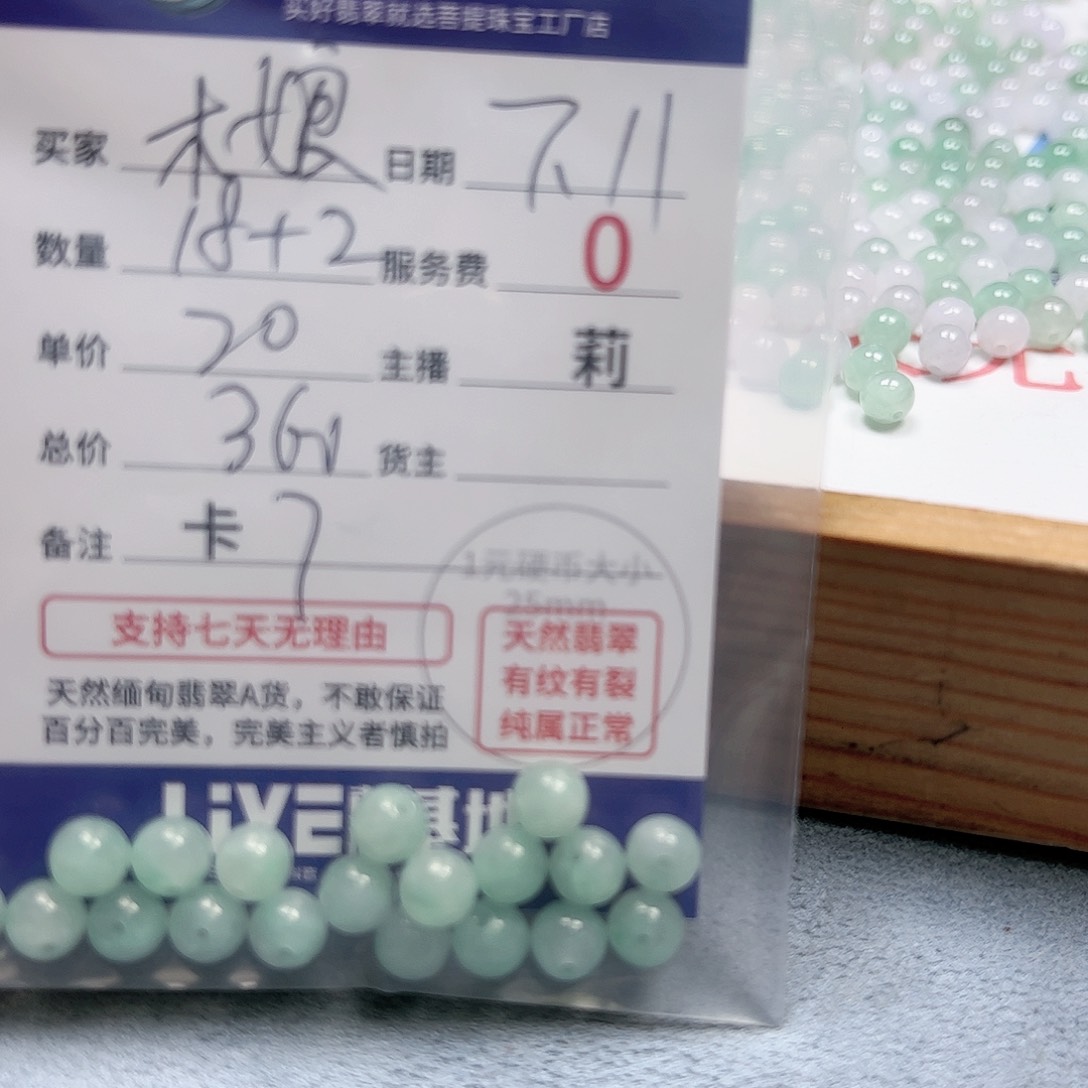 买好翡翠就选菩提珠宝工厂店
买家 木娘 日期 7.11
数量 18+2 服务费 0
单价 20 主播 莉
总价 360 货主
备注 卡7
1元硬币大小
25mm
支持七天无理由
天然翡翠
有纹有裂
纯属正常
天然缅甸翡翠A货，不敢保证
百分百完美，完美主义者慎拍
LiVE 基地